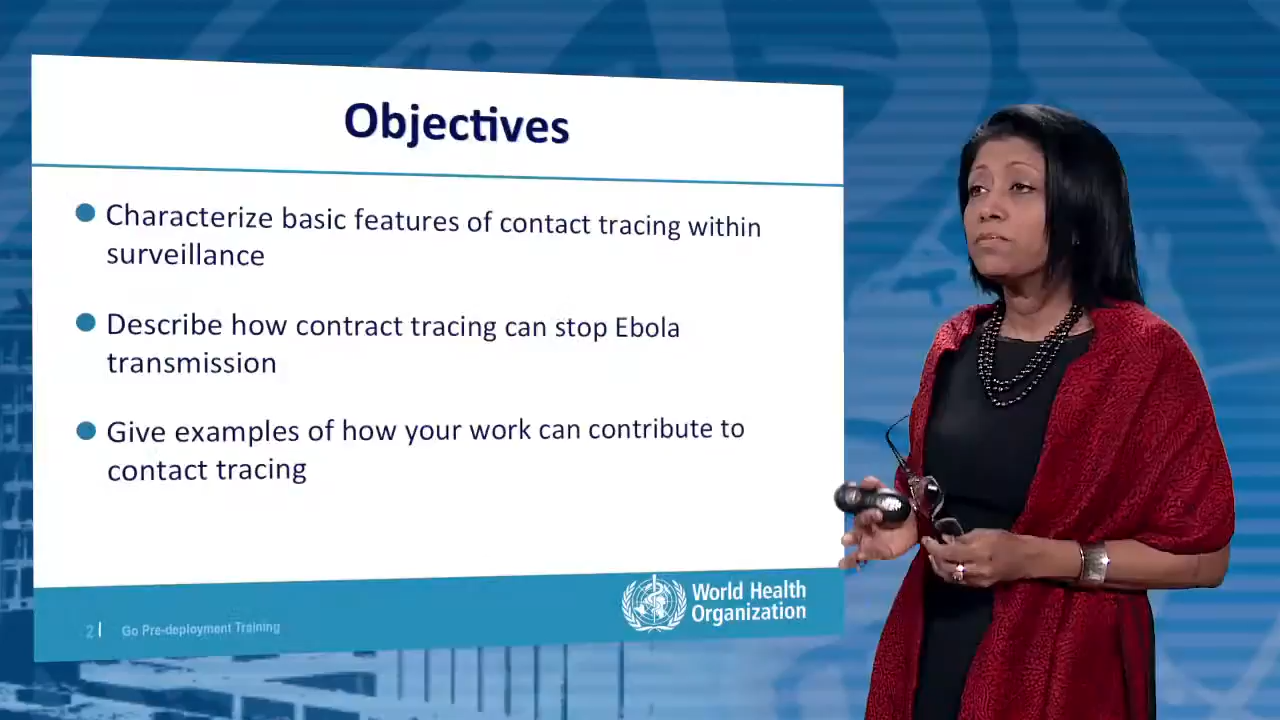 Objectives
Characterize basic features of contact tracing within
surveillance
Describe how contract tracing can stop Ebola
transmission
Give examples of how your work can contribute to
contact tracing
2 | Go Pre-deployment Training
World Health
Organization